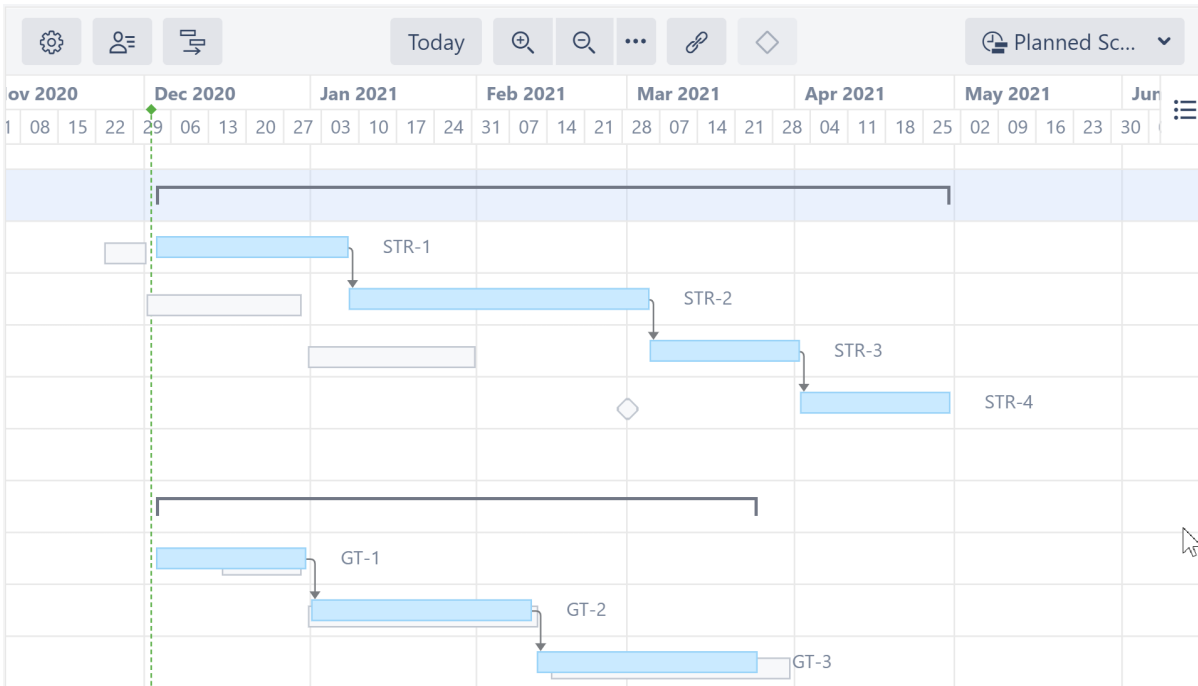 Today ••• Planned Sc...
ov 2020 Dec 2020 Jan 2021 Feb 2021 Mar 2021 Apr 2021 May 2021 Jun
1 08 15 22 29 06 13 20 27 03 10 17 24 31 07 14 21 28 07 14 21 28 04 11 18 25 02 09 16 23 30
STR-1
STR-2
STR-3
STR-4
GT-1
GT-2
GT-3